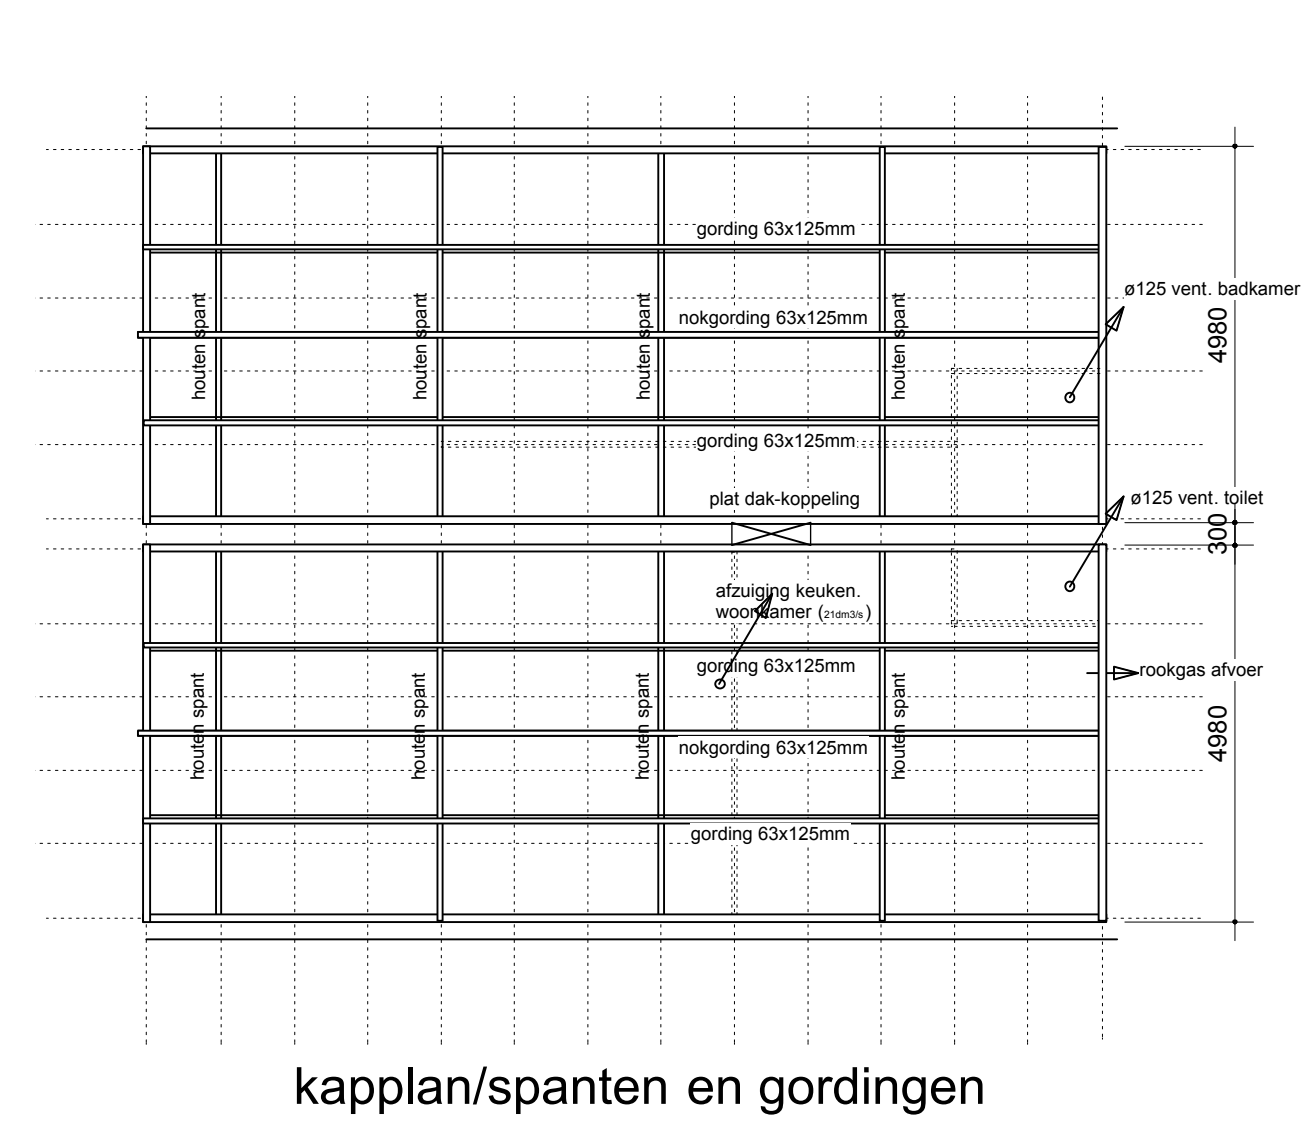 gording 63x125mm
ø125 vent. badkamer
nokgording 63x125mm
houten spant
houten spant
houten spant
houten spant
4980
gording 63x125mm
plat dak-koppeling
ø125 vent. toilet
300
afzuiging keuken.
woonkamer (21dm3/s)
gording 63x125mm
rookgas afvoer
houten spant
houten spant
houten spant
houten spant
4980
nokgording 63x125mm
gording 63x125mm
kapplan/spanten en gordingen